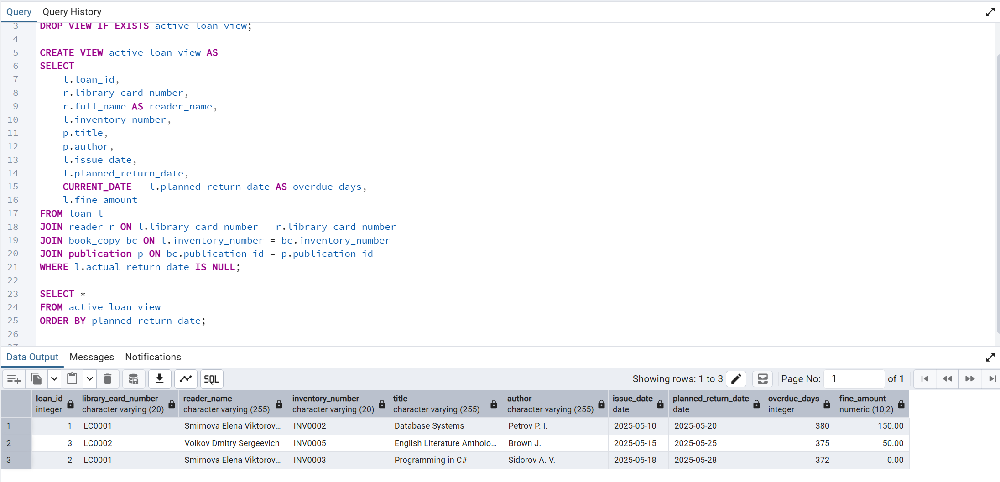 Query Query History
3 DROP VIEW IF EXISTS active_loan_view;
4
5 CREATE VIEW active_loan_view AS
6 SELECT
7 l.loan_id,
8 r.library_card_number,
9 r.full_name AS reader_name,
10 l.inventory_number,
11 p.title,
12 p.author,
13 l.issue_date,
14 l.planned_return_date,
15 CURRENT_DATE - l.planned_return_date AS overdue_days,
16 l.fine_amount
17 FROM loan l
18 JOIN reader r ON l.library_card_number = r.library_card_number
19 JOIN book_copy bc ON l.inventory_number = bc.inventory_number
20 JOIN publication p ON bc.publication_id = p.publication_id
21 WHERE l.actual_return_date IS NULL;
22
23 SELECT *
24 FROM active_loan_view
25 ORDER BY planned_return_date;
26
Data Output Messages Notifications
SQL Showing rows: 1 to 3 Page No: 1 of 1
loan_id library_card_number reader_name inventory_number title author issue_date planned_return_date overdue_days fine_amount
integer character varying (20) character varying (255) character varying (20) character varying (255) character varying (255) date date integer numeric (10,2)
1 1 LC0001 Smirnova Elena Viktorov... INV0002 Database Systems Petrov P. I. 2025-05-10 2025-05-20 380 150.00
2 3 LC0002 Volkov Dmitry Sergeevich INV0005 English Literature Antholo... Brown J. 2025-05-15 2025-05-25 375 50.00
3 2 LC0001 Smirnova Elena Viktorov... INV0003 Programming in C# Sidorov A. V. 2025-05-18 2025-05-28 372 0.00